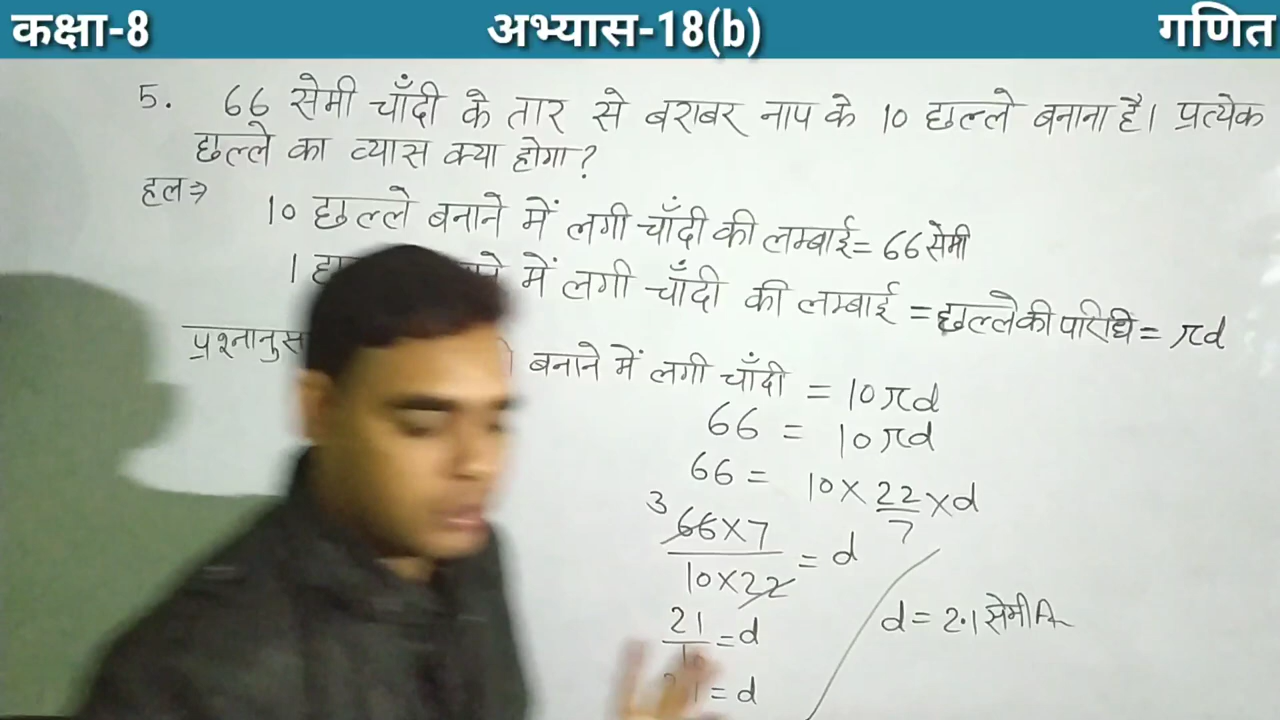 कक्षा-8 अभ्यास-18(b) गणित
5. 66 सेमी चाँदी के तार से बराबर नाप के 10 छल्ले बनाना है। प्रत्येक
छल्ले का व्यास क्या होगा?
हल⇒
10 छल्ले बनाने में लगी चाँदी की लम्बाई = 66 सेमी
1 में लगी चाँदी की लम्बाई = छल्ले की परिधि = πd
बनाने में लगी चाँदी = 10πd
66 = 10πd
66 = 10 × 22/7 × d
3
66×7/10×22 = d
21/10 = d
= d
d = 2.1 सेमी